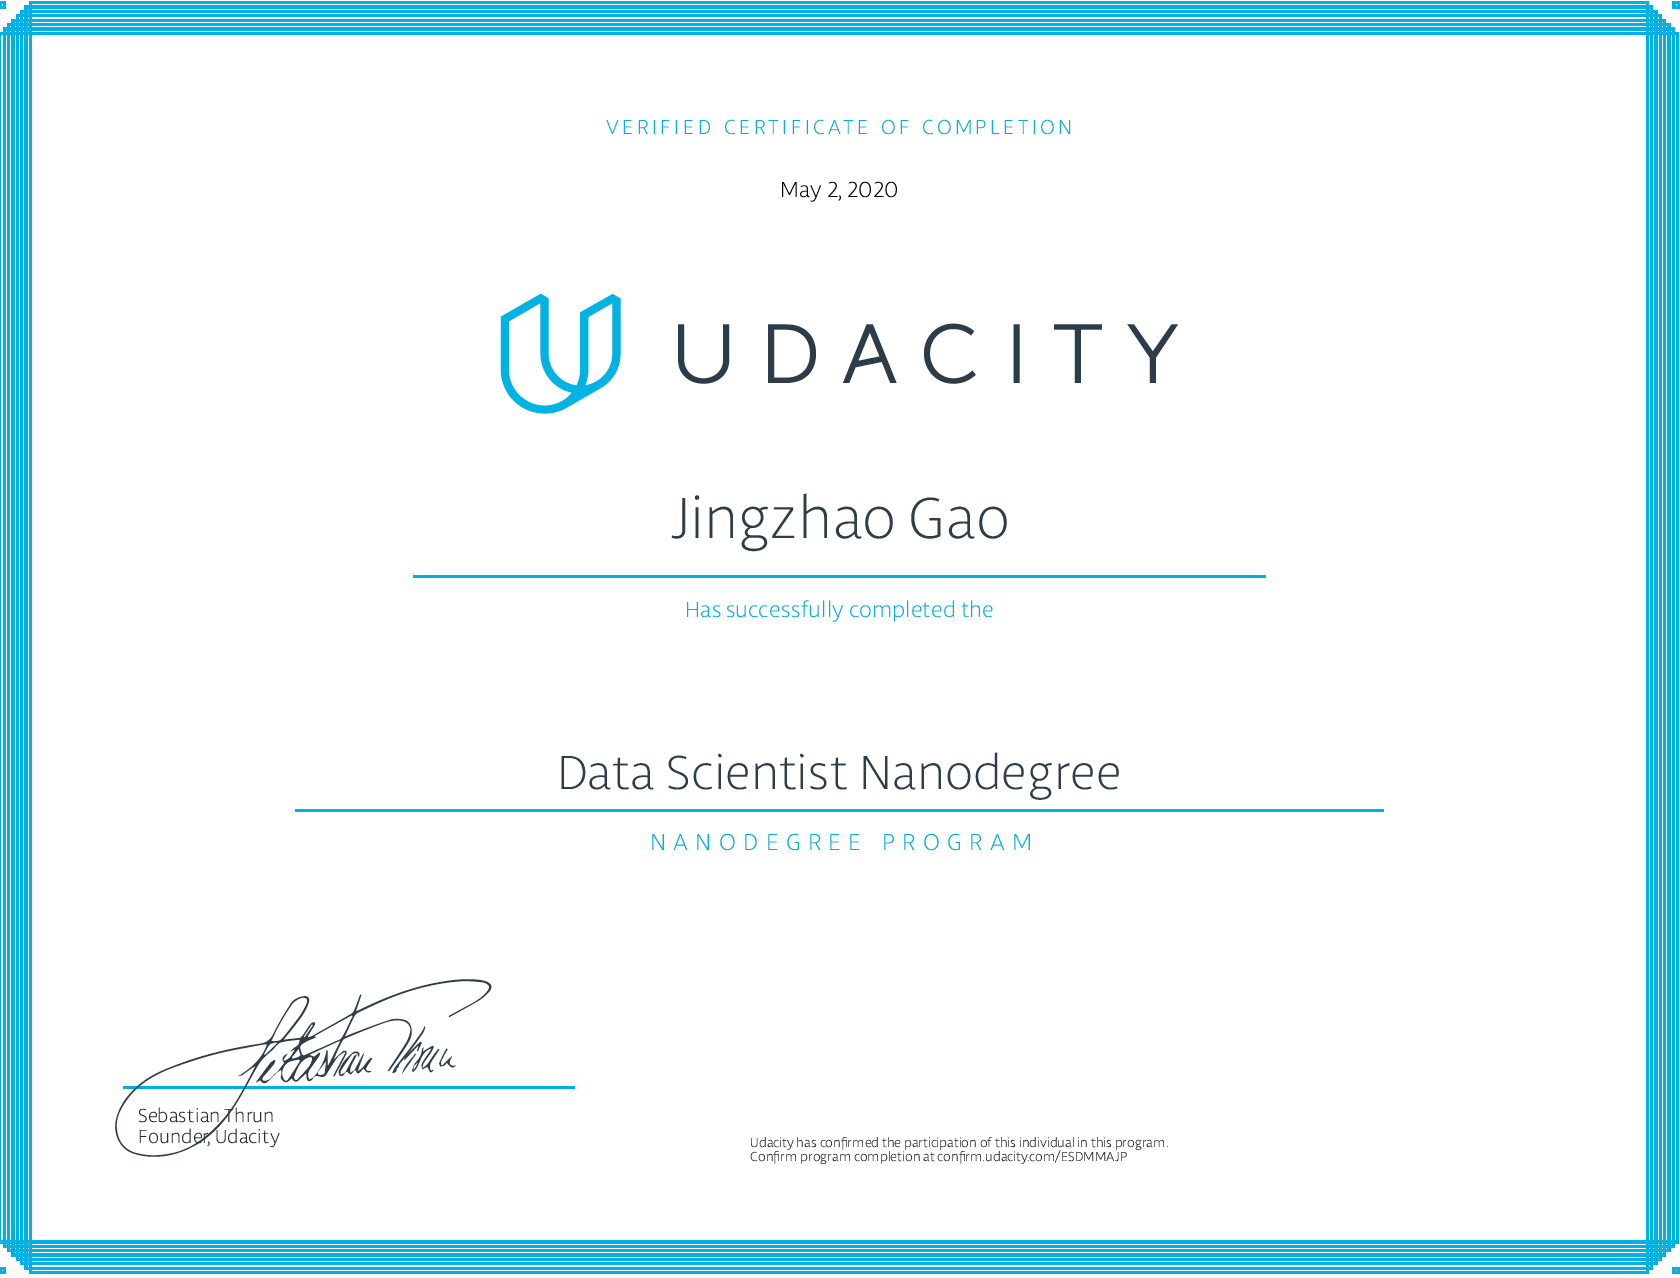 VERIFIED CERTIFICATE OF COMPLETION
May 2, 2020
UDACITY
Jingzhao Gao
Has successfully completed the
Data Scientist Nanodegree
NANODEGREE PROGRAM
Sebastian Thrun
Sebastian Thrun
Founder, Udacity
Udacity has confirmed the participation of this individual in this program.
Confirm program completion at confirm.udacity.com/ESDMMAJP